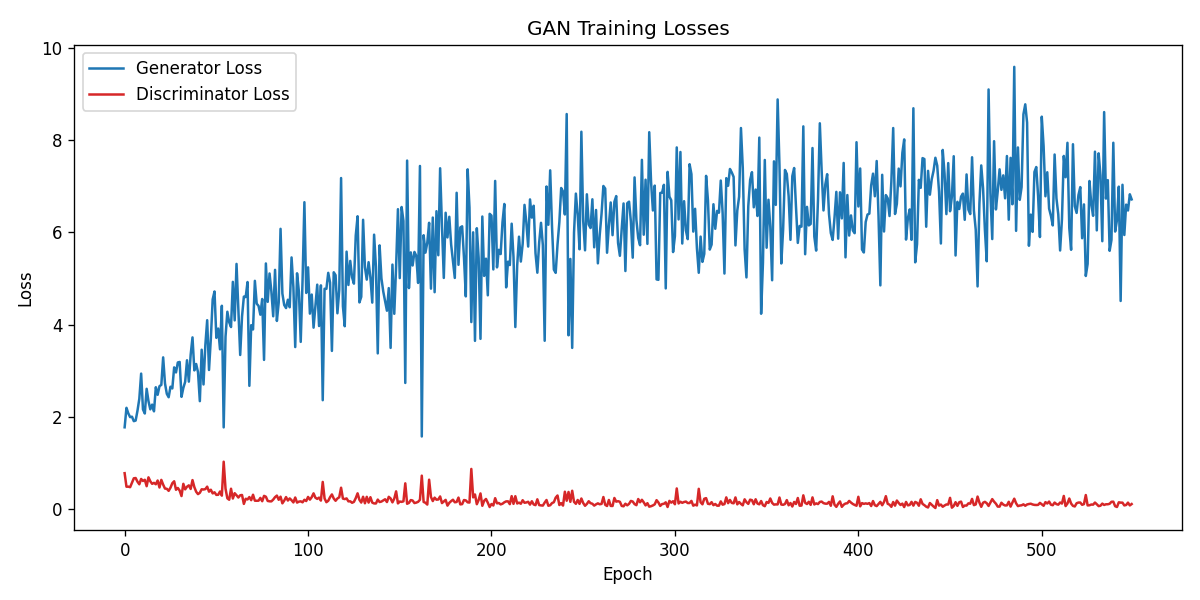 GAN Training Losses
Generator Loss
Discriminator Loss
Loss
10
8
6
4
2
0
0 100 200 300 400 500
Epoch